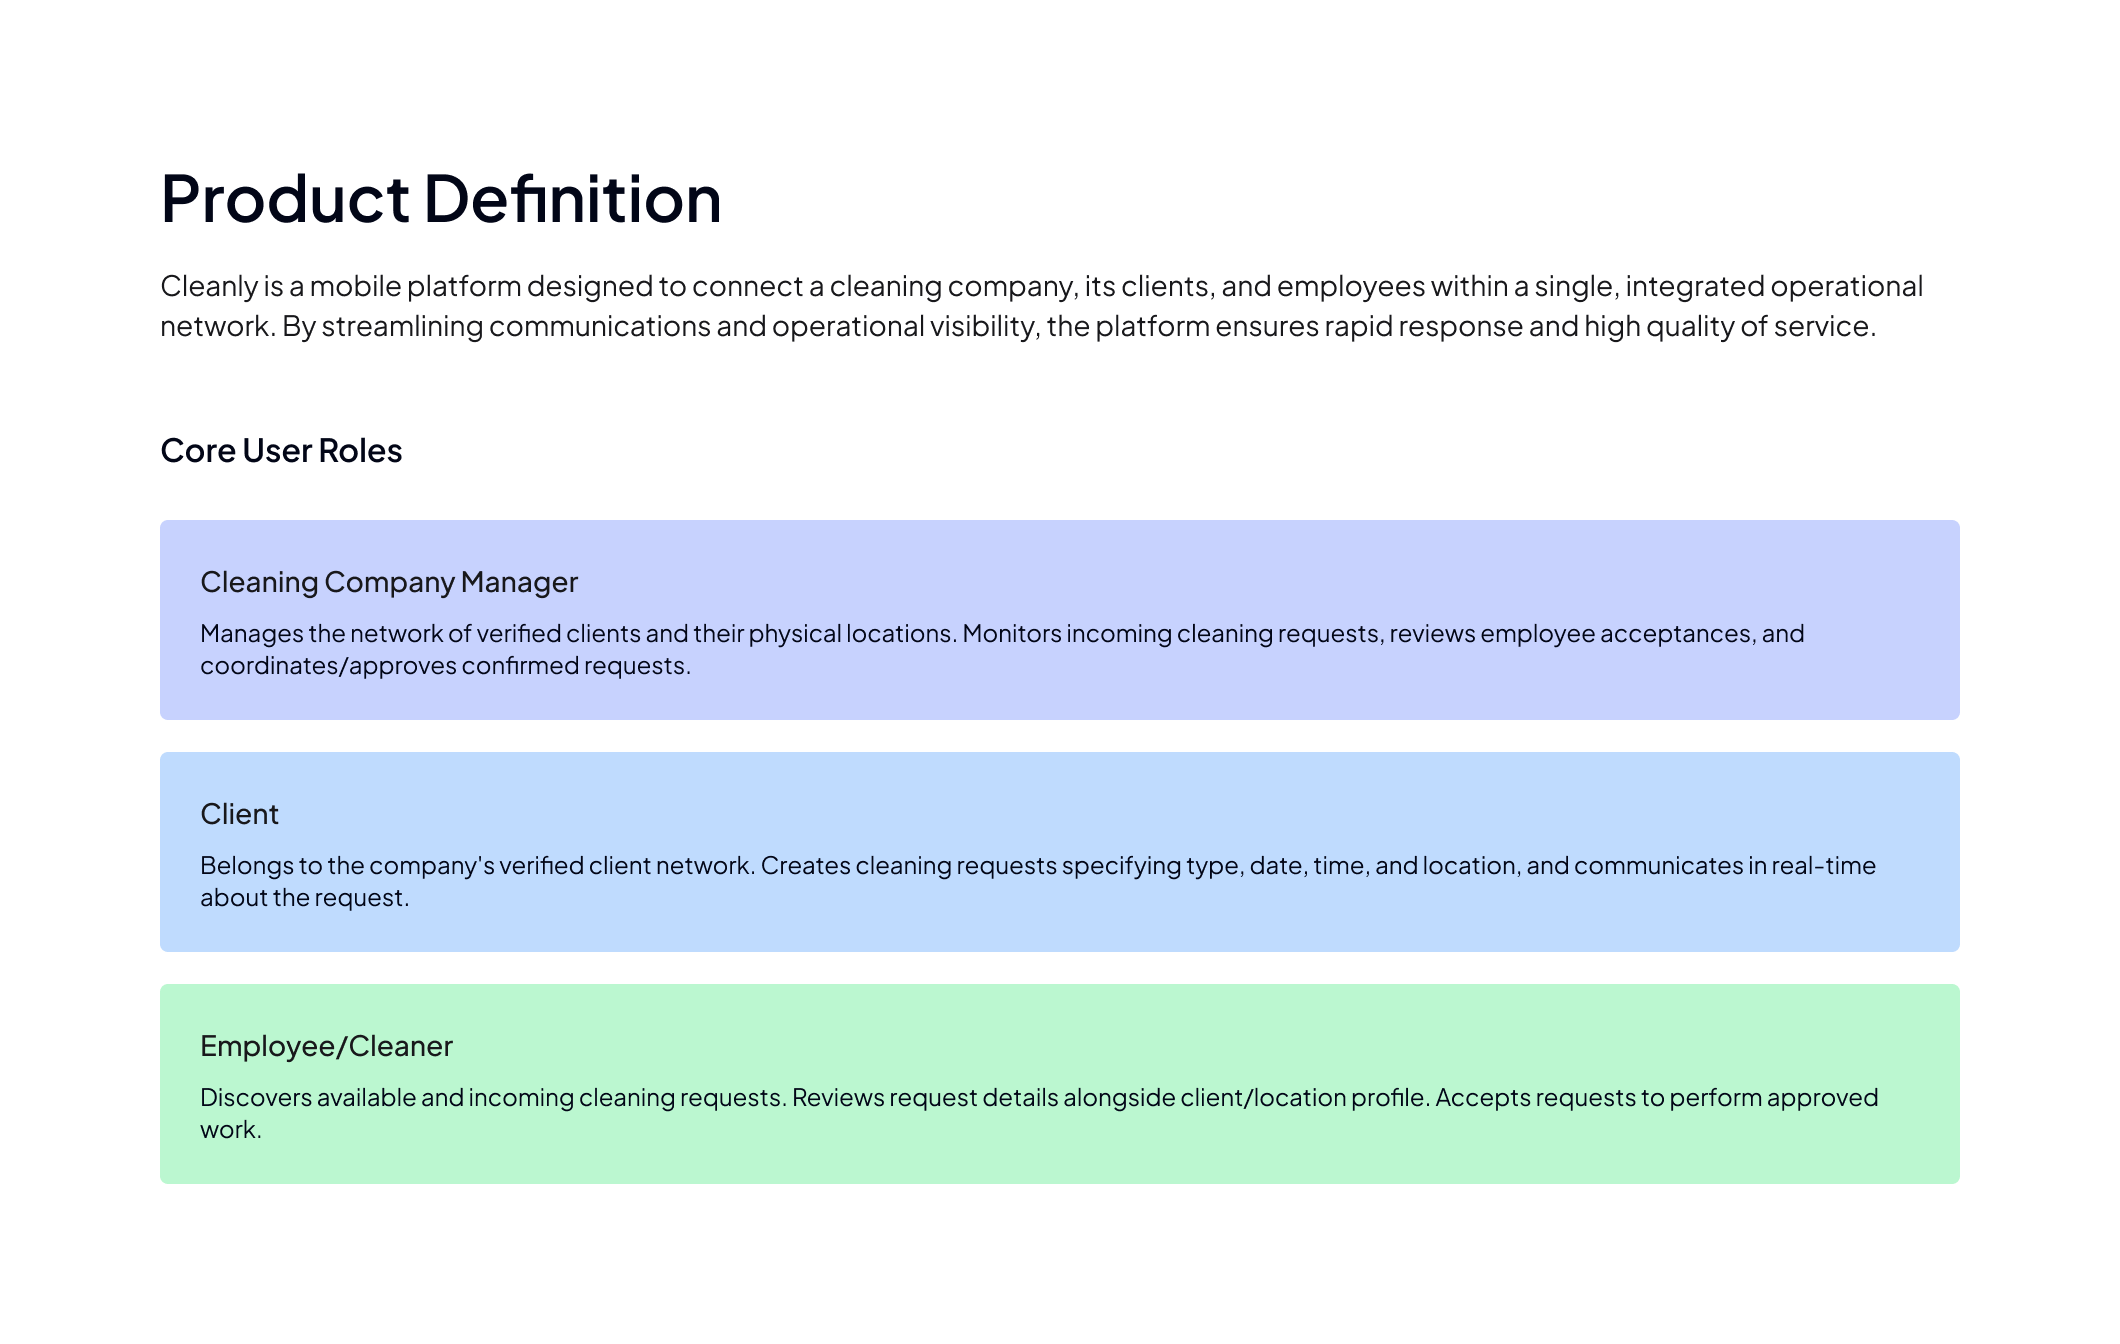 Product Definition
Cleanly is a mobile platform designed to connect a cleaning company, its clients, and employees within a single, integrated operational
network. By streamlining communications and operational visibility, the platform ensures rapid response and high quality of service.
Core User Roles
Cleaning Company Manager
Manages the network of verified clients and their physical locations. Monitors incoming cleaning requests, reviews employee acceptances, and
coordinates/approves confirmed requests.
Client
Belongs to the company's verified client network. Creates cleaning requests specifying type, date, time, and location, and communicates in real-time
about the request.
Employee/Cleaner
Discovers available and incoming cleaning requests. Reviews request details alongside client/location profile. Accepts requests to perform approved
work.